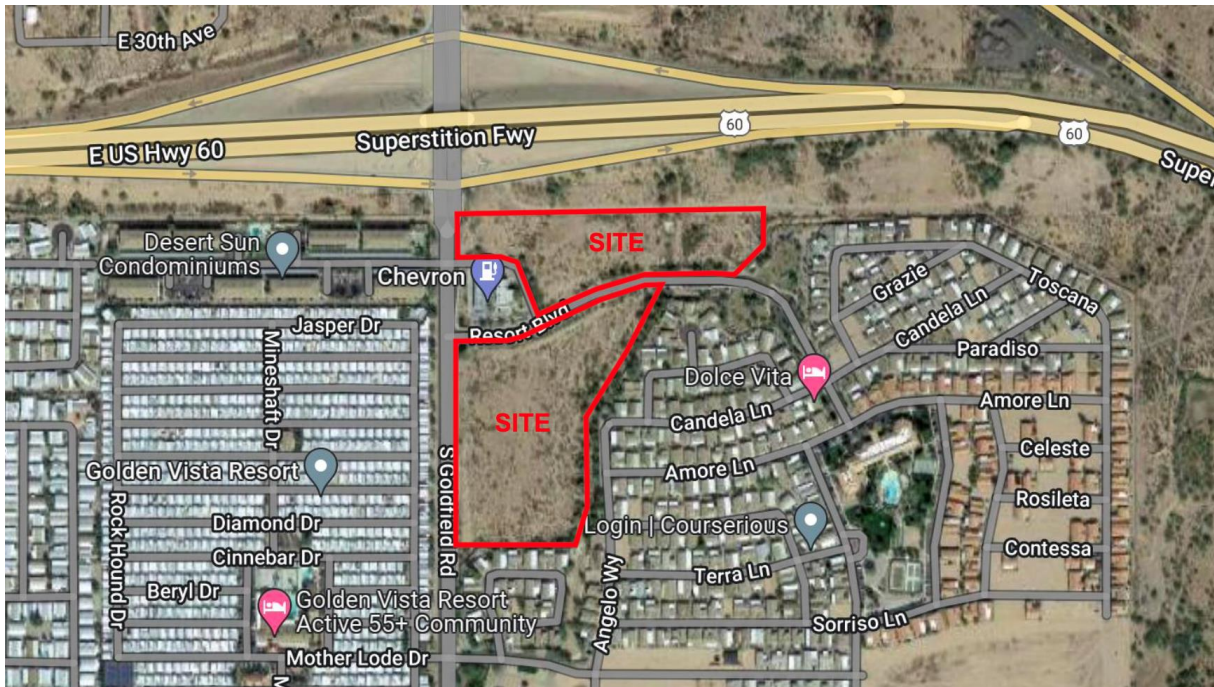 E 30th Ave
60
Superstition Fwy
60
E US Hwy 60
Super
SITE
Desert Sun
Condominiums
Chevron
Grazie
Toscana
Resort Blvd
Candela Ln
Jasper Dr
Mineshaft Dr
Paradiso
Dolce Vita
Amore Ln
Candela Ln
SITE
Celeste
S Goldfield Rd
Golden Vista Resort
Amore Ln
Rock Hound Dr
Rosileta
Diamond Dr
Login | Courserious
Cinnebar Dr
Contessa
Beryl Dr
Terra Ln
Angelo Wy
Golden Vista Resort
Active 55+ Community
Sorriso Ln
Mother Lode Dr
M